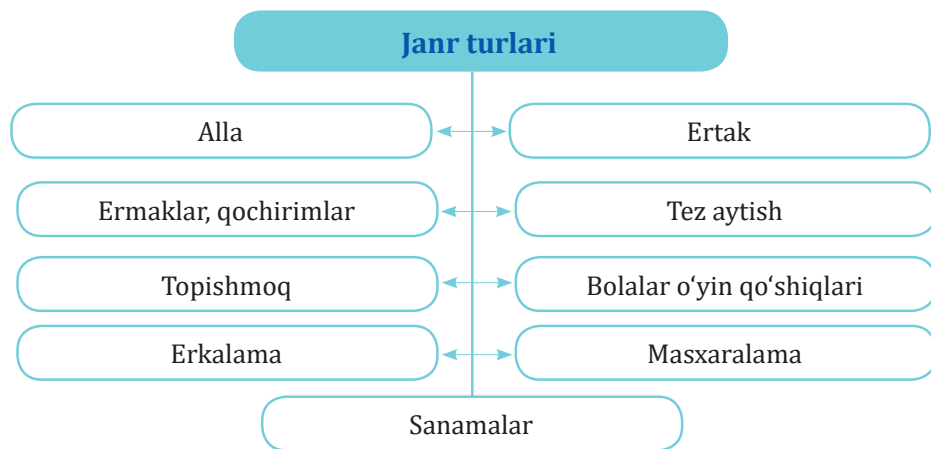 Janr turlari
Alla
Ertak
Ermaklar, qochirimlar
Tez aytish
Topishmoq
Bolalar o‘yin qo‘shiqlari
Erkalama
Masxaralama
Sanamalar